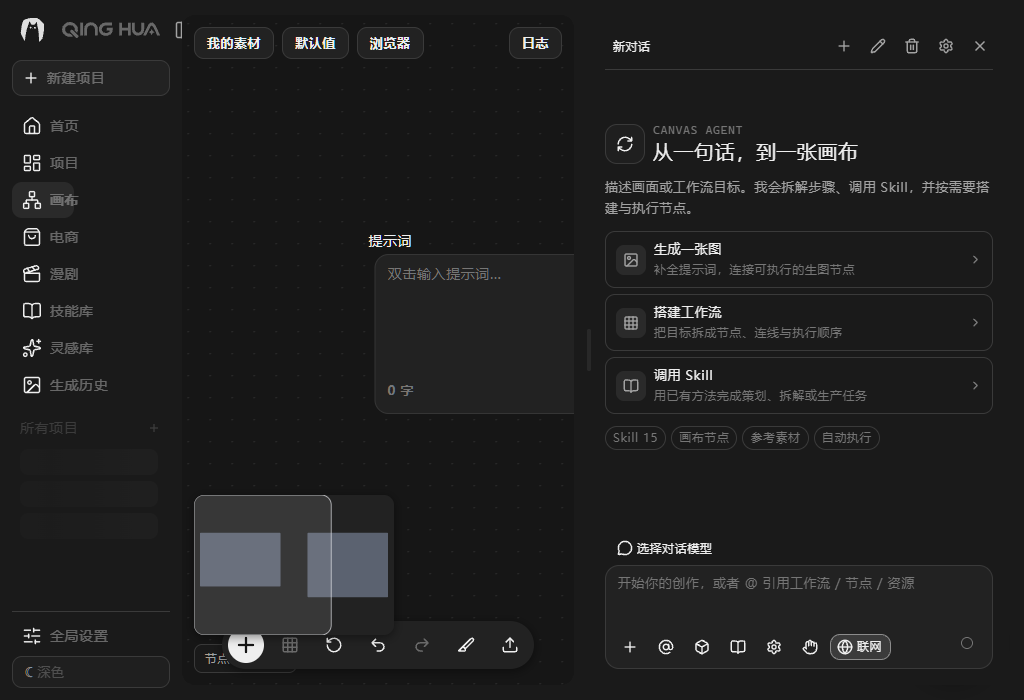 QING HUA
新建项目
首页
项目
画布
电商
漫剧
技能库
灵感库
生成历史
所有项目
全局设置
深色
我的素材
默认值
浏览器
日志
提示词
双击输入提示词...
0 字
节点
新对话
CANVAS AGENT
从一句话，到一张画布
描述画面或工作流目标。我会拆解步骤、调用 Skill，并按需要搭
建与执行节点。
生成一张图
补全提示词，连接可执行的生图节点
搭建工作流
把目标拆成节点、连线与执行顺序
调用 Skill
用已有方法完成策划、拆解或生产任务
Skill 15
画布节点
参考素材
自动执行
选择对话模型
开始你的创作，或者 @ 引用工作流 / 节点 / 资源
联网